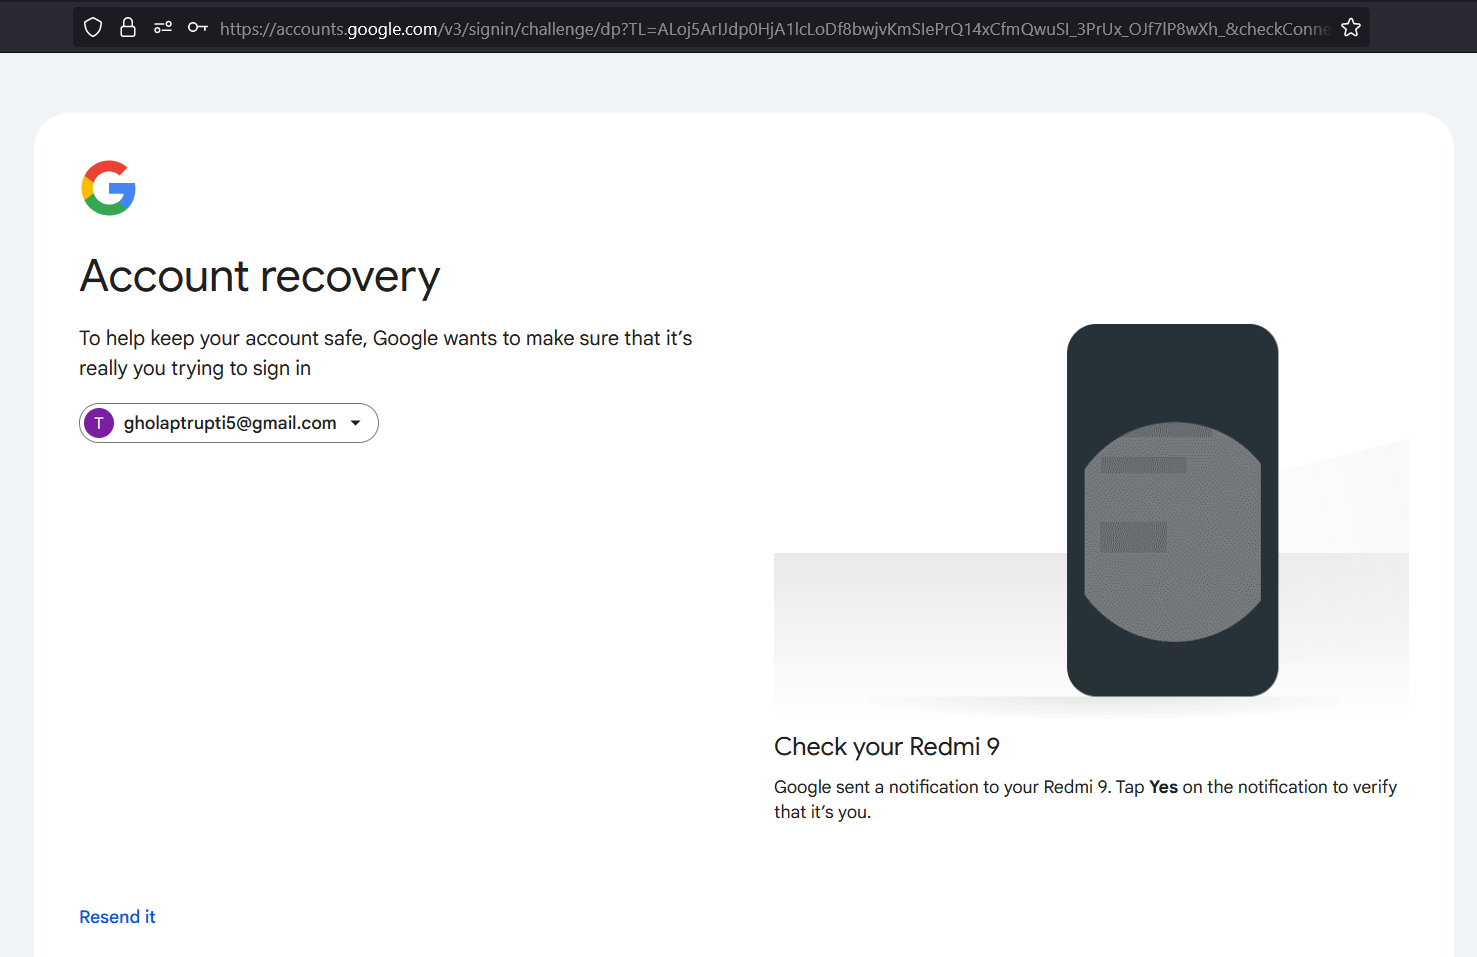 https://accounts.google.com/v3/signin/challenge/dp?TL=ALoj5ArIJdp0HjA1lcLoDf8bwjvKmSIePrQ14xCfmQwuSI_3PrUx_OJf7lP8wXh_&checkConne
Account recovery
To help keep your account safe, Google wants to make sure that it's
really you trying to sign in
T gholaptrupti5@gmail.com
Check your Redmi 9
Google sent a notification to your Redmi 9. Tap Yes on the notification to verify
that it's you.
Resend it